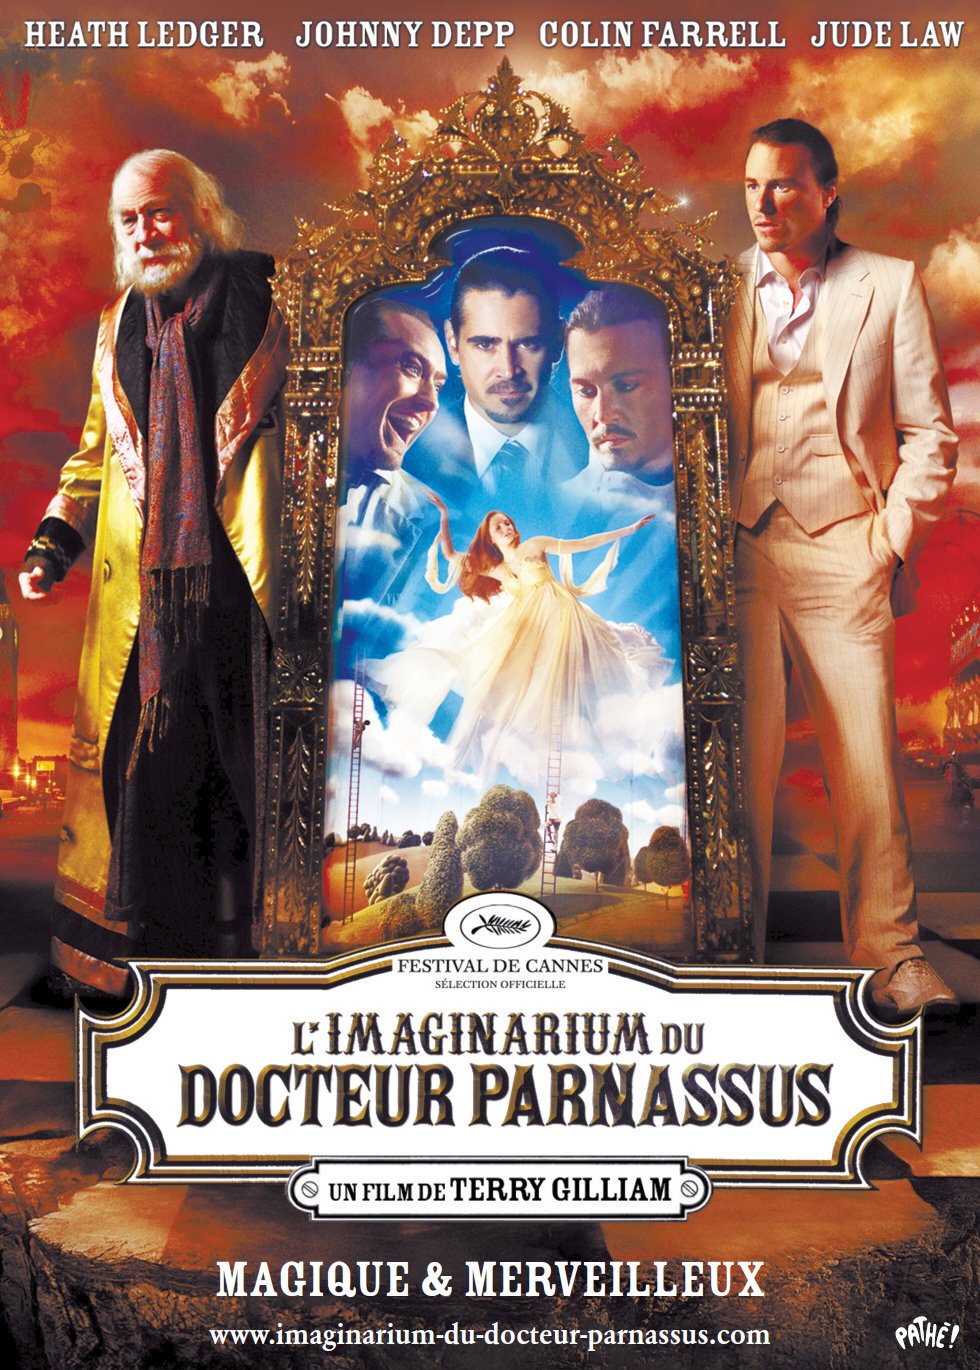 HEATH LEDGER JOHNNY DEPP COLIN FARRELL JUDE LAW
FESTIVAL DE CANNES
SÉLECTION OFFICIELLE
L'IMAGINARIUM DU
DOCTEUR PARNASSUS
UN FILM DE TERRY GILLIAM
MAGIQUE & MERVEILLEUX
www.imaginarium-du-docteur-parnassus.com
PATHÉ!